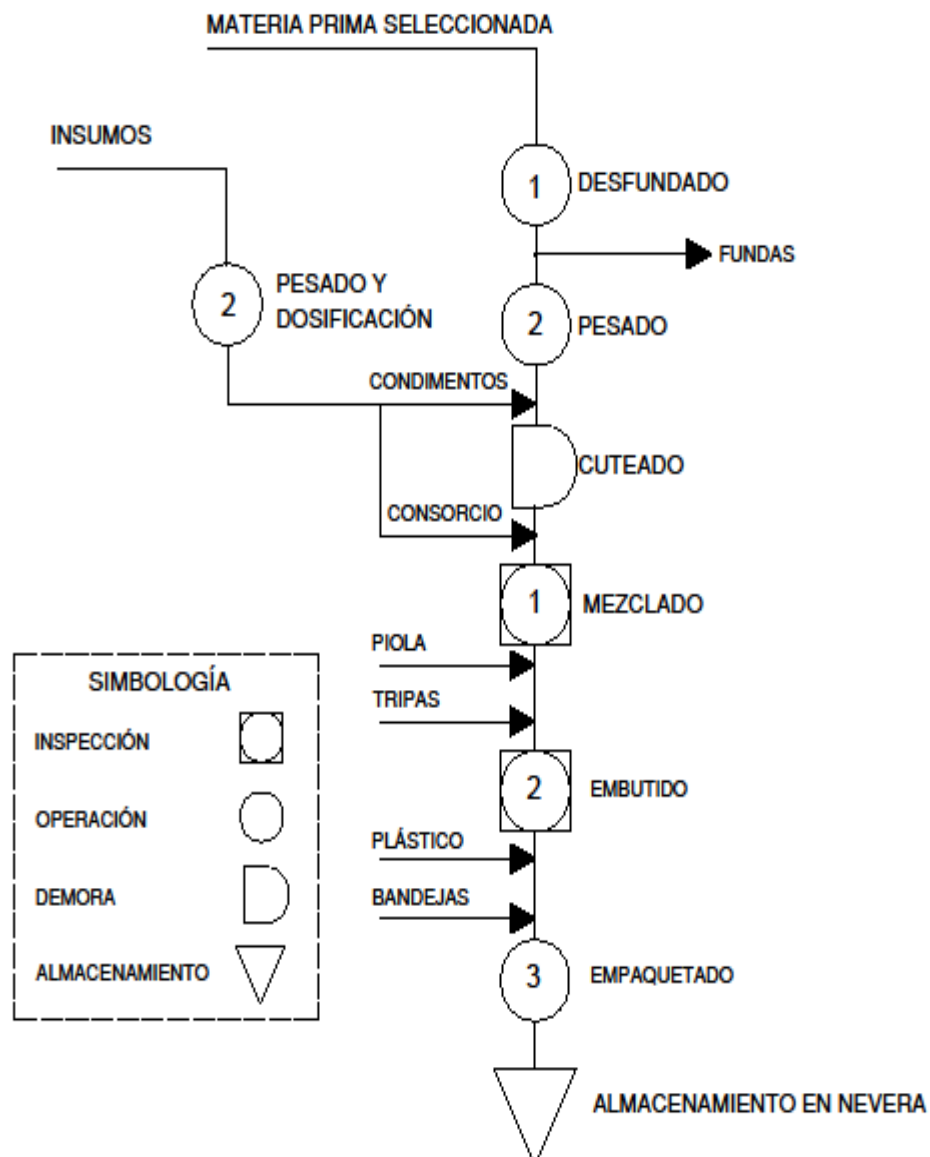 MATERIA PRIMA SELECCIONADA
INSUMOS
1
DESFUNDADO
FUNDAS
2
PESADO Y
DOSIFICACIÓN
2
PESADO
CONDIMENTOS
CUTEADO
CONSORCIO
1
MEZCLADO
PIOLA
TRIPAS
2
EMBUTIDO
PLÁSTICO
BANDEJAS
3
EMPAQUETADO
ALMACENAMIENTO EN NEVERA
SIMBOLOGÍA
INSPECCIÓN
OPERACIÓN
DEMORA
ALMACENAMIENTO